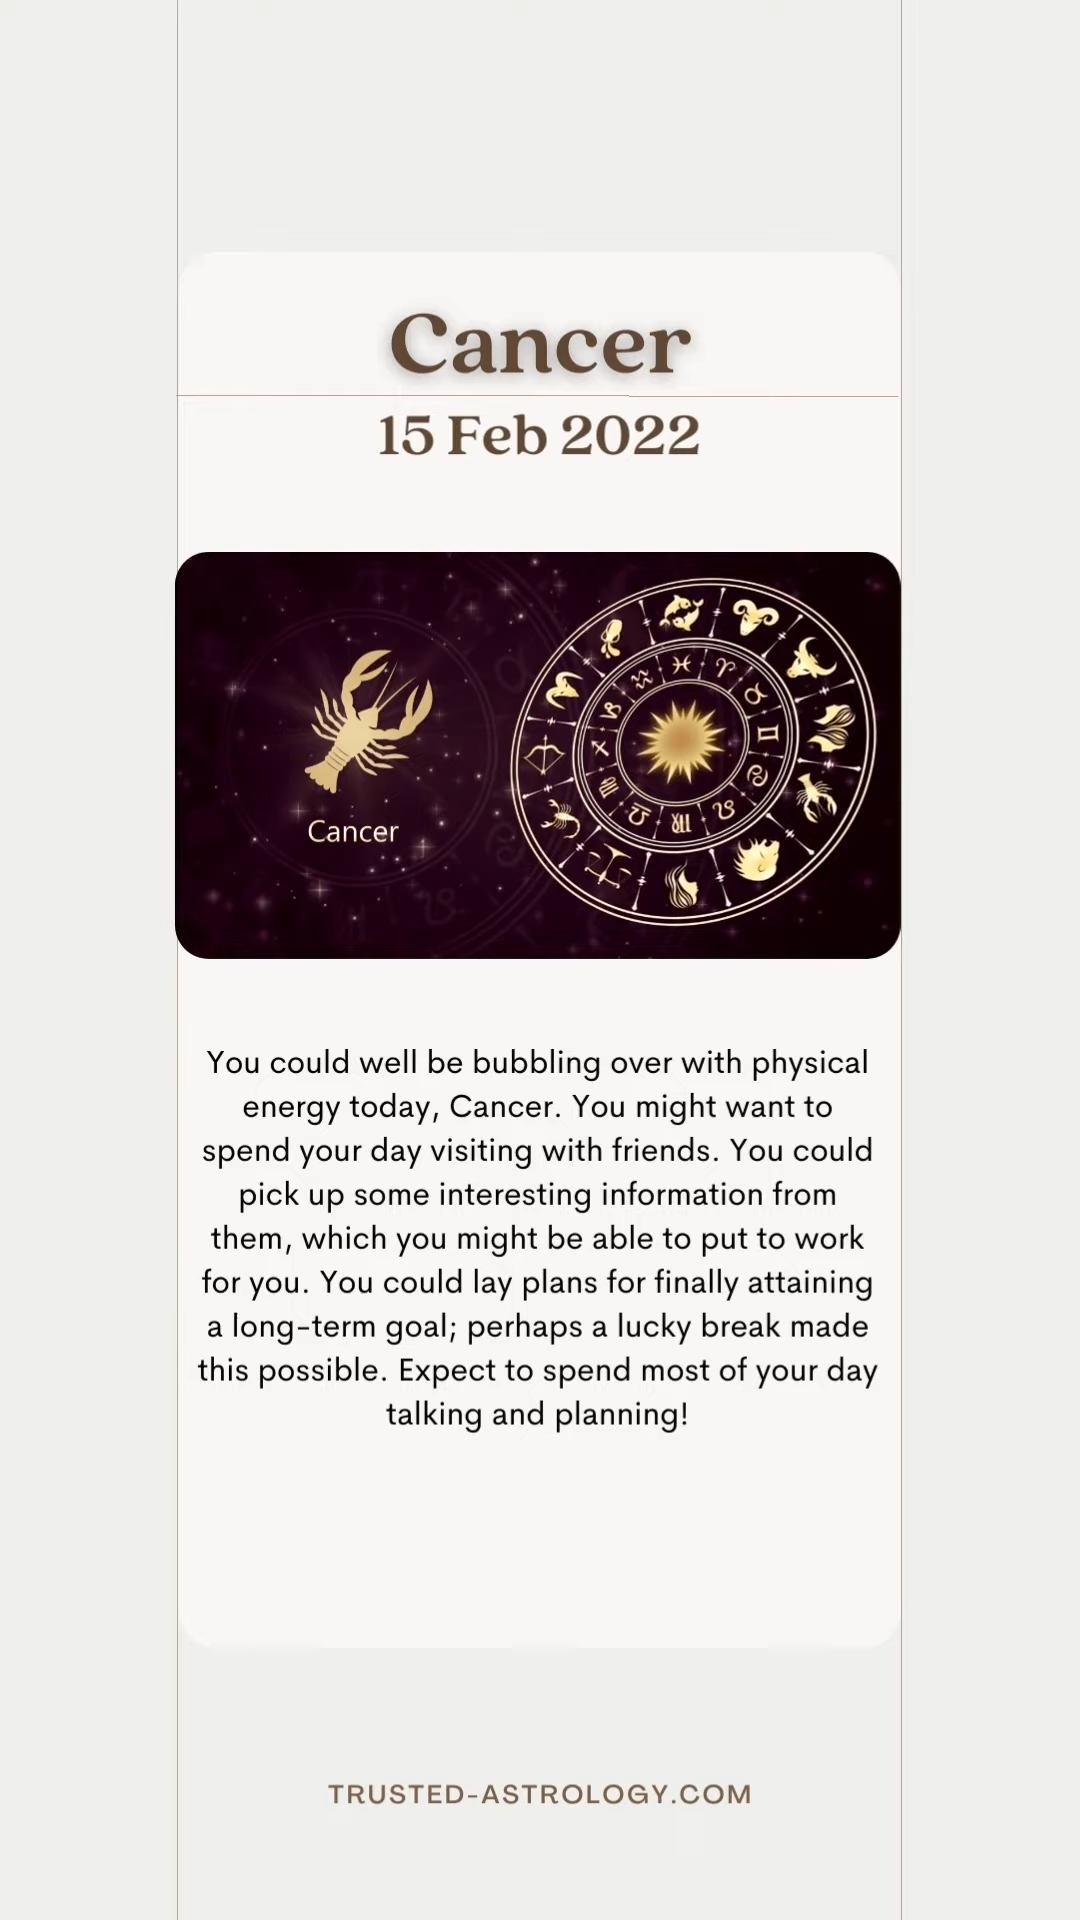 Cancer
15 Feb 2022
Cancer
You could well be bubbling over with physical
energy today, Cancer. You might want to
spend your day visiting with friends. You could
pick up some interesting information from
them, which you might be able to put to work
for you. You could lay plans for finally attaining
a long-term goal; perhaps a lucky break made
this possible. Expect to spend most of your day
talking and planning!
TRUSTED-ASTROLOGY.COM